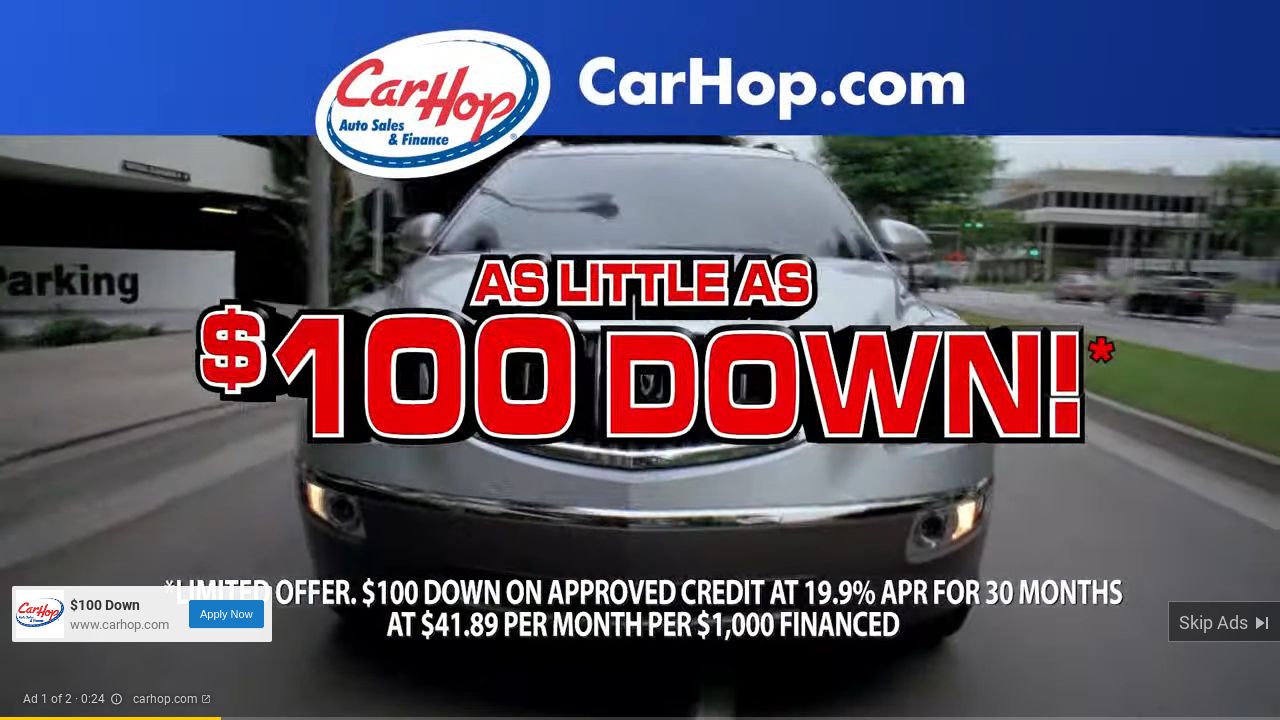 CarHop
Auto Sales
& Finance
®
CarHop.com
Parking
AS LITTLE AS
$100 DOWN!*
*LIMITED OFFER. $100 DOWN ON APPROVED CREDIT AT 19.9% APR FOR 30 MONTHS
AT $41.89 PER MONTH PER $1,000 FINANCED
CarHop
$100 Down
www.carhop.com
Apply Now
Skip Ads
Ad 1 of 2 · 0:24
carhop.com